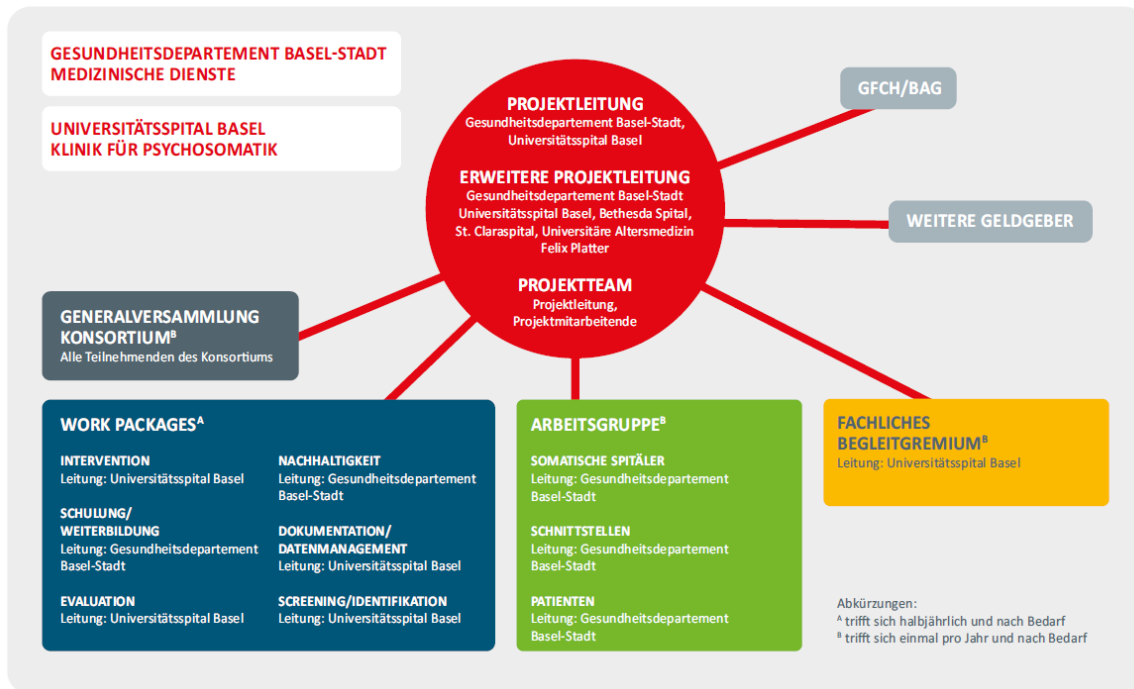 GESUNDHEITSDEPARTEMENT BASEL-STADT
MEDIZINISCHE DIENSTE
UNIVERSITÄTSSPITAL BASEL
KLINIK FÜR PSYCHOSOMATIK
PROJEKTLEITUNG
Gesundheitsdepartement Basel-Stadt,
Universitätsspital Basel
ERWEITERE PROJEKTLEITUNG
Gesundheitsdepartement Basel-Stadt
Universitätsspital Basel, Bethesda Spital,
St. Claraspital, Universitäre Altersmedizin
Felix Platter
PROJEKTTEAM
Projektleitung,
Projektmitarbeitende
GFCH/BAG
WEITERE GELDGEBER
GENERALVERSAMMLUNG
KONSORTIUMᴮ
Alle Teilnehmenden des Konsortiums
WORK PACKAGESᴬ
INTERVENTION
Leitung: Universitätsspital Basel
SCHULUNG/
WEITERBILDUNG
Leitung: Gesundheitsdepartement
Basel-Stadt
EVALUATION
Leitung: Universitätsspital Basel
NACHHALTIGKEIT
Leitung: Gesundheitsdepartement
Basel-Stadt
DOKUMENTATION/
DATENMANAGEMENT
Leitung: Universitätsspital Basel
SCREENING/IDENTIFIKATION
Leitung: Universitätsspital Basel
ARBEITSGRUPPEᴮ
SOMATISCHE SPITÄLER
Leitung: Gesundheitsdepartement
Basel-Stadt
SCHNITTSTELLEN
Leitung: Gesundheitsdepartement
Basel-Stadt
PATIENTEN
Leitung: Gesundheitsdepartement
Basel-Stadt
FACHLICHES
BEGLEITGREMIUMᴮ
Leitung: Universitätsspital Basel
Abkürzungen:
ᴬ trifft sich halbjährlich und nach Bedarf
ᴮ trifft sich einmal pro Jahr und nach Bedarf